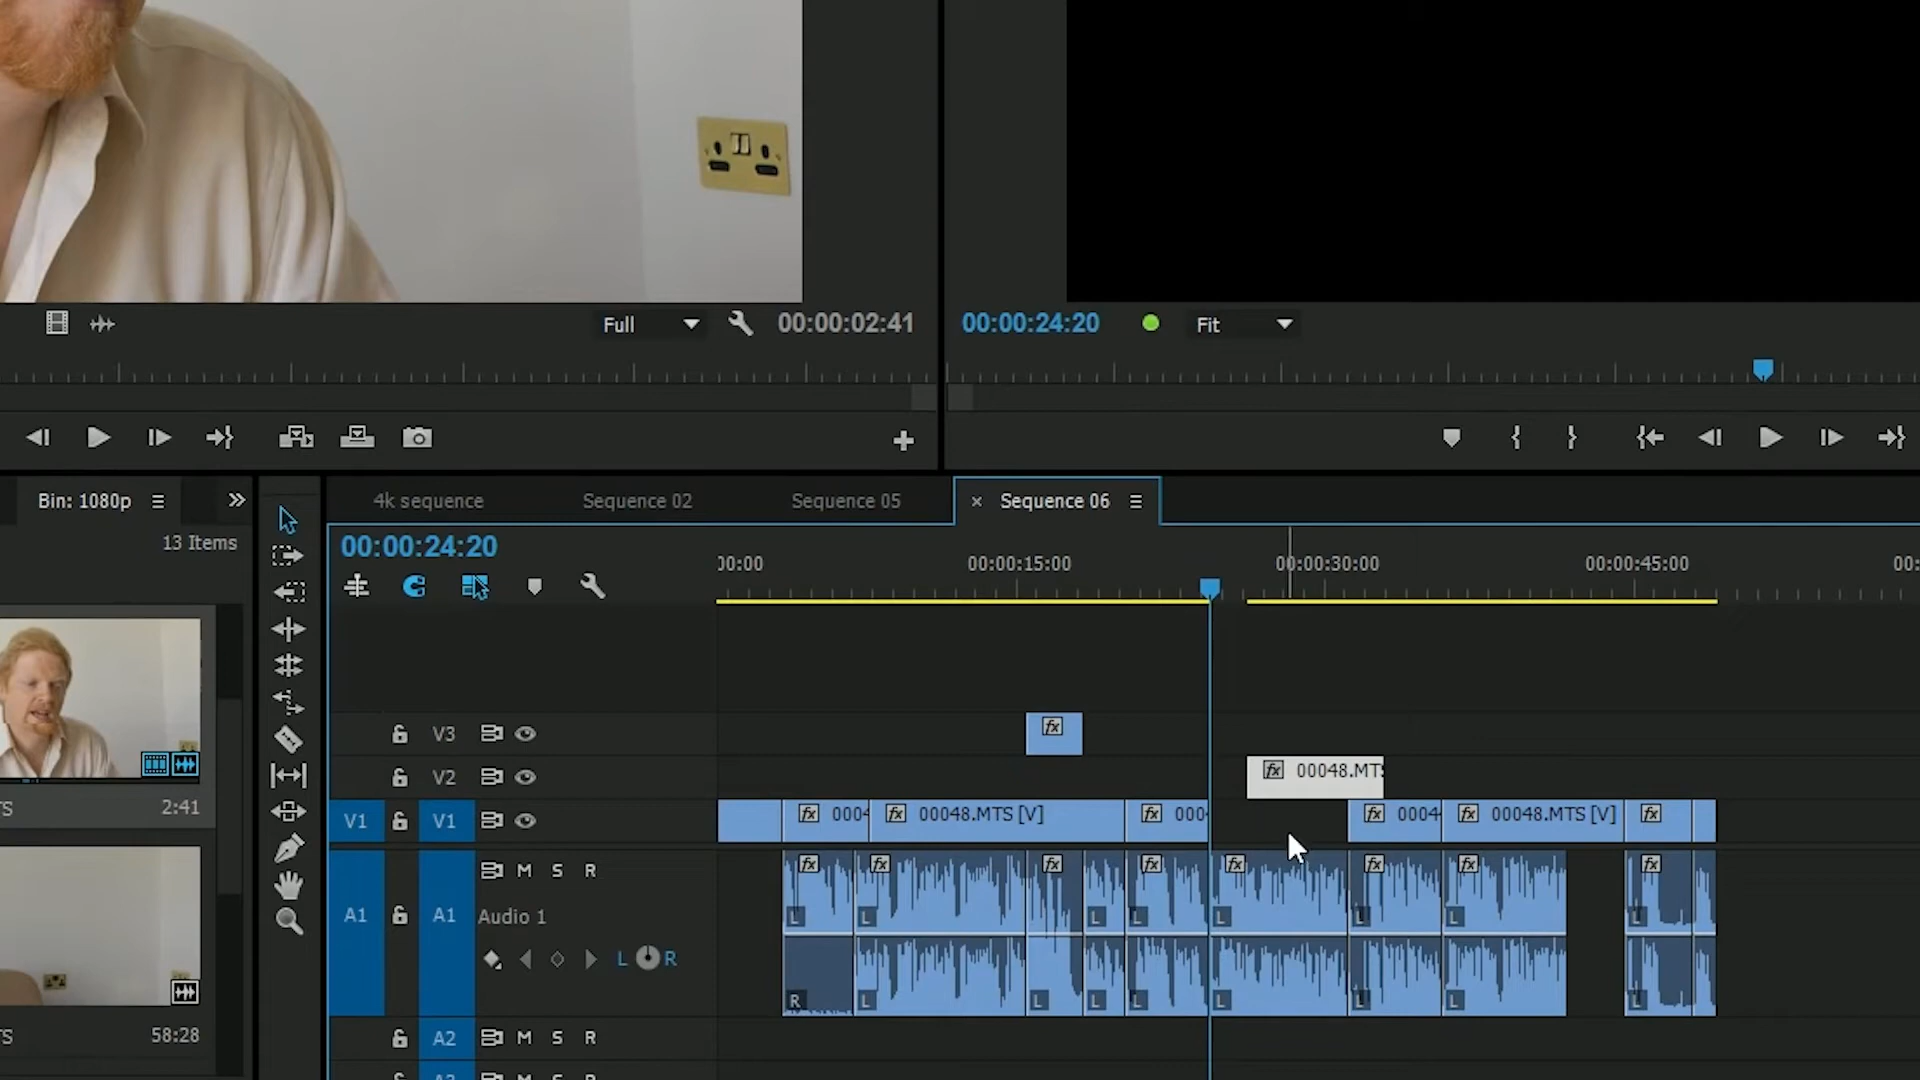 Full
00:00:02:41
00:00:24:20
Fit
Bin: 1080p
4k sequence
Sequence 02
Sequence 05
Sequence 06
13 Items
00:00:24:20
00:00:15:00
00:00:30:00
00:00:45:00
V3
V2
00048.MTS
V1
V1
00048.MTS [V]
00048.MTS [V]
2:41
A1
A1
M S R
Audio 1
L R
L L L L L L L L
R L L L L L L L L
58:28
A2
M S R